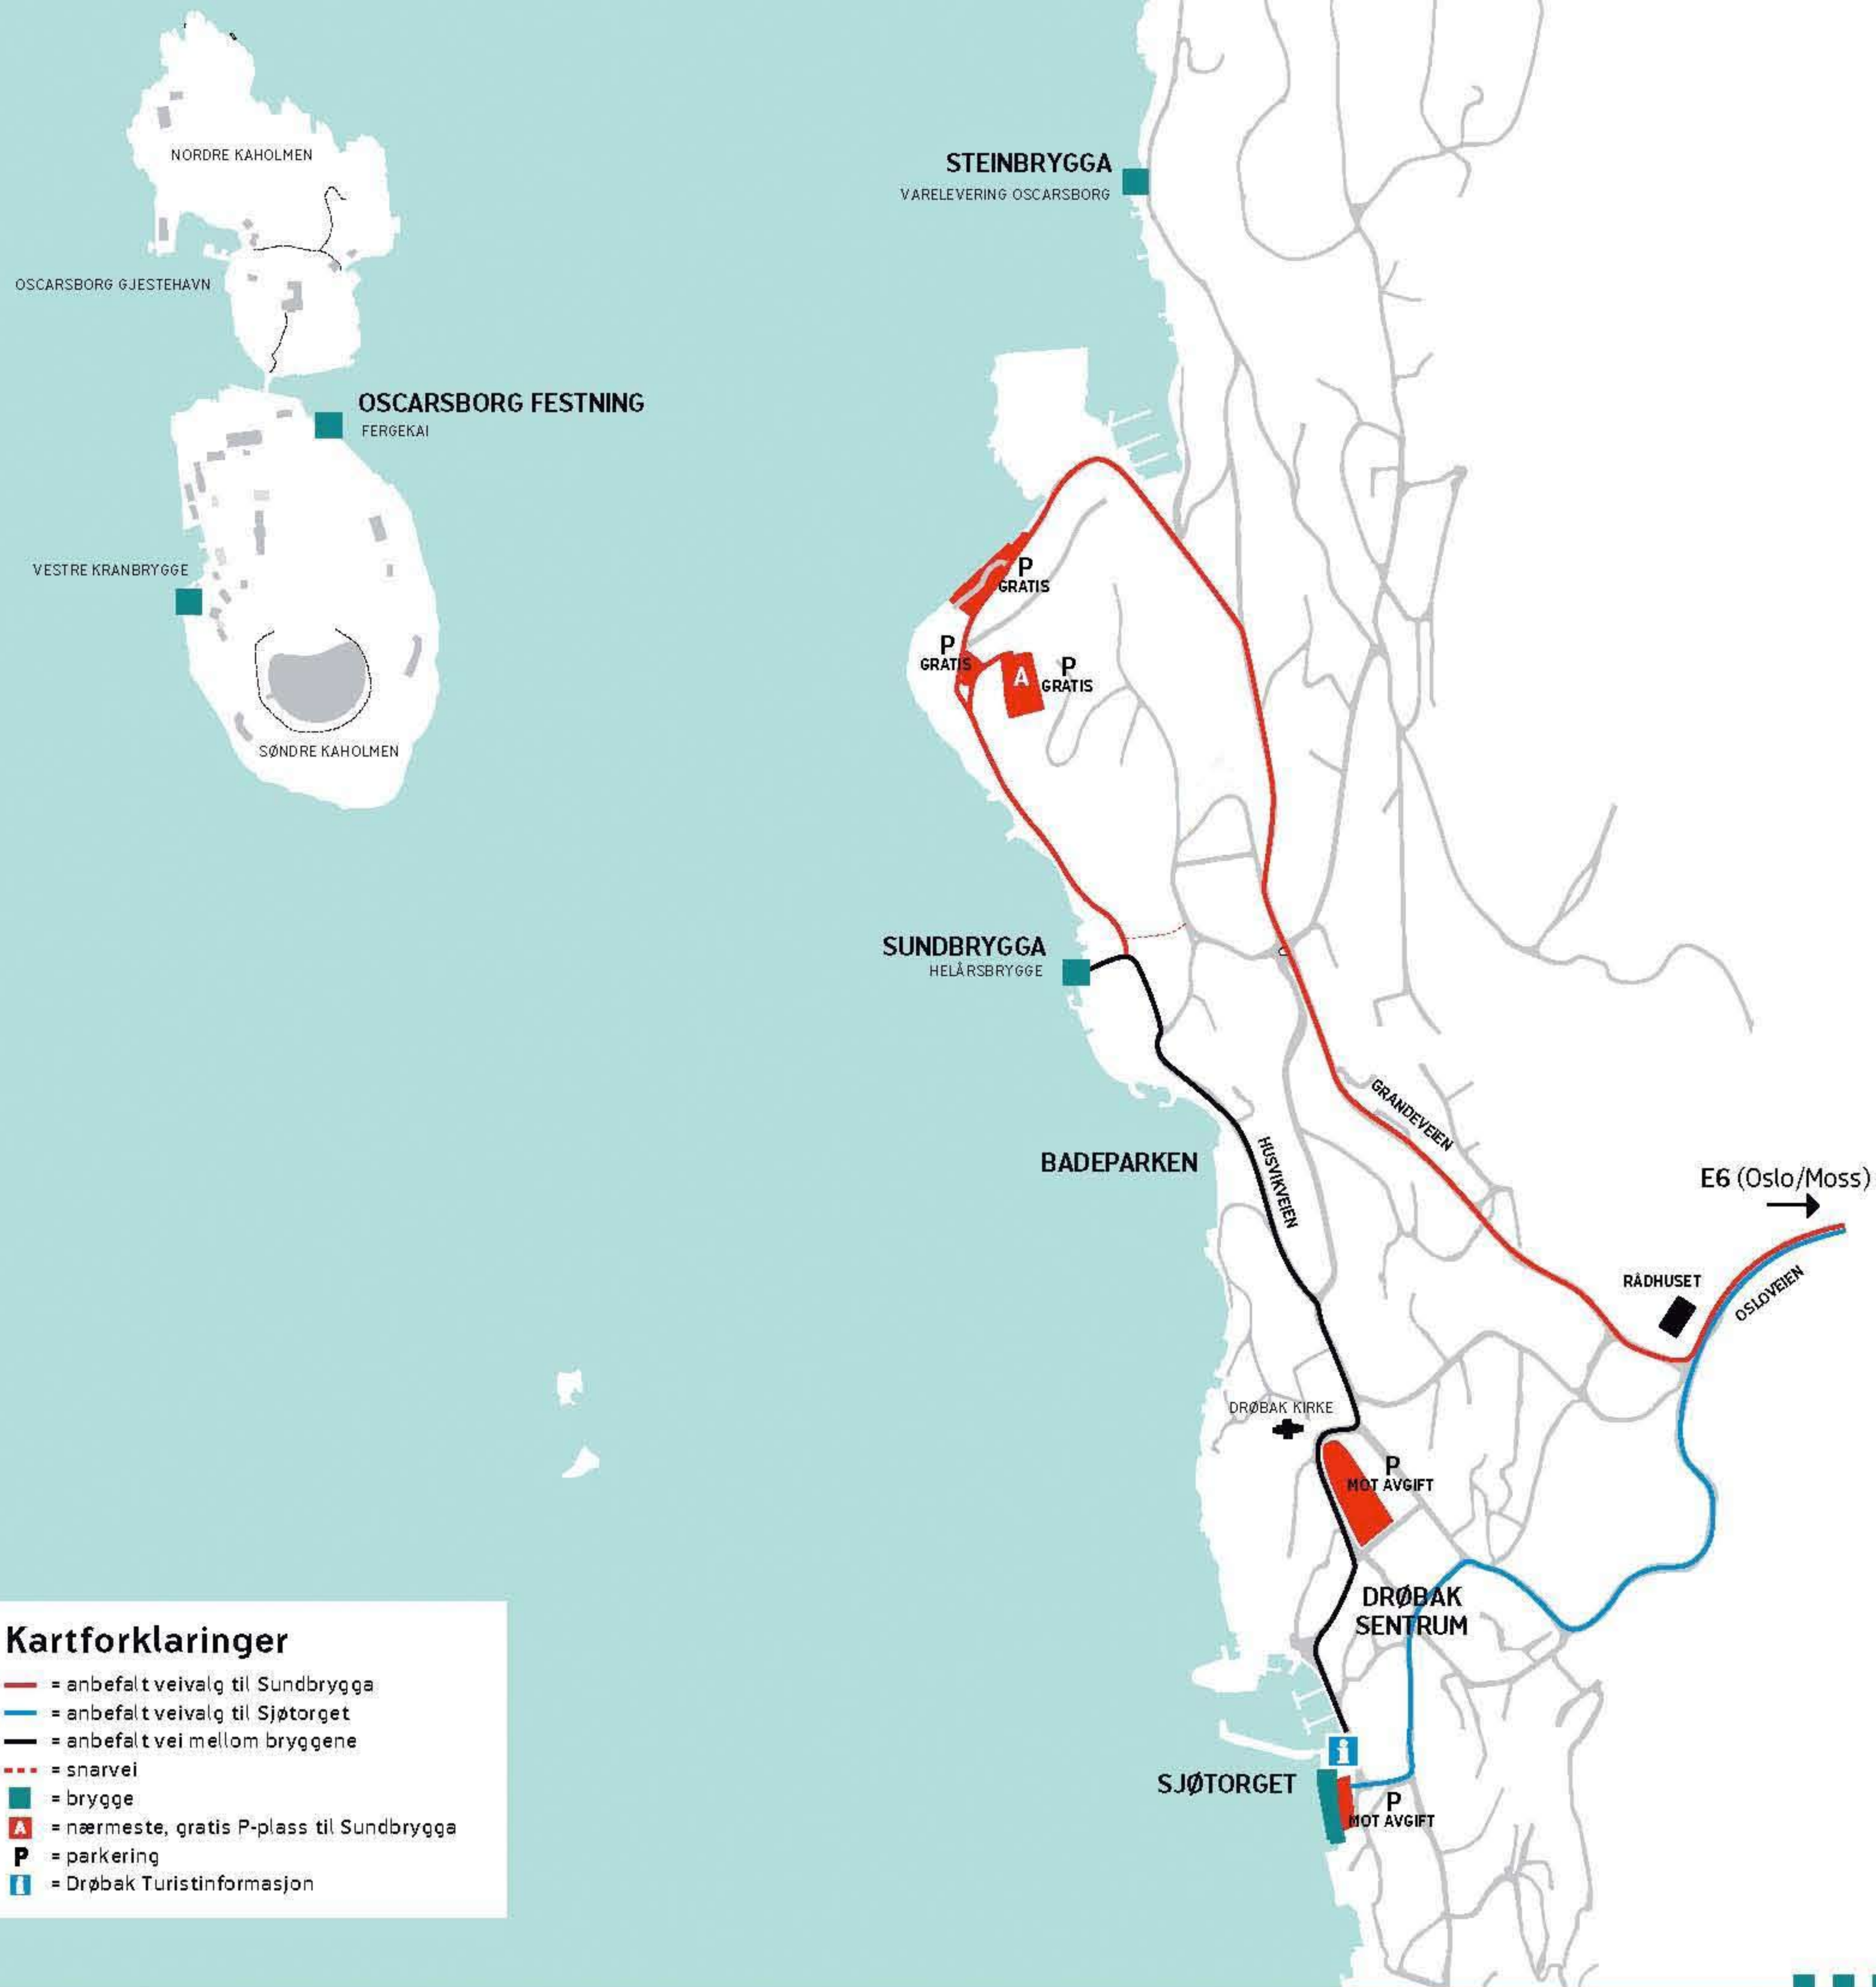 NORDRE KAHOLMEN
STEINBRYGGA
VARELEVERING OSCARSBORG
OSCARSBORG GJESTEHAVN
OSCARSBORG FESTNING
FERGEKAI
VESTRE KRANBRYGGE
SØNDRE KAHOLMEN
P
GRATIS
P
GRATIS
A
P
GRATIS
SUNDBRYGGA
HELÅRSBRYGGE
GRANDEVEIEN
BADEPARKEN
HUSVIKVEIEN
E6 (Oslo/Moss)
RÅDHUSET
OSLOVEIEN
DRØBAK KIRKE
P
MOT AVGIFT
DRØBAK
SENTRUM
SJØTORGET
i
P
MOT AVGIFT
Kartforklaringer
= anbefalt veivalg til Sundbrygga
= anbefalt veivalg til Sjøtorget
= anbefalt vei mellom bryggene
= snarvei
= brygge
A = nærmeste, gratis P-plass til Sundbrygga
P = parkering
i = Drøbak Turistinformasjon